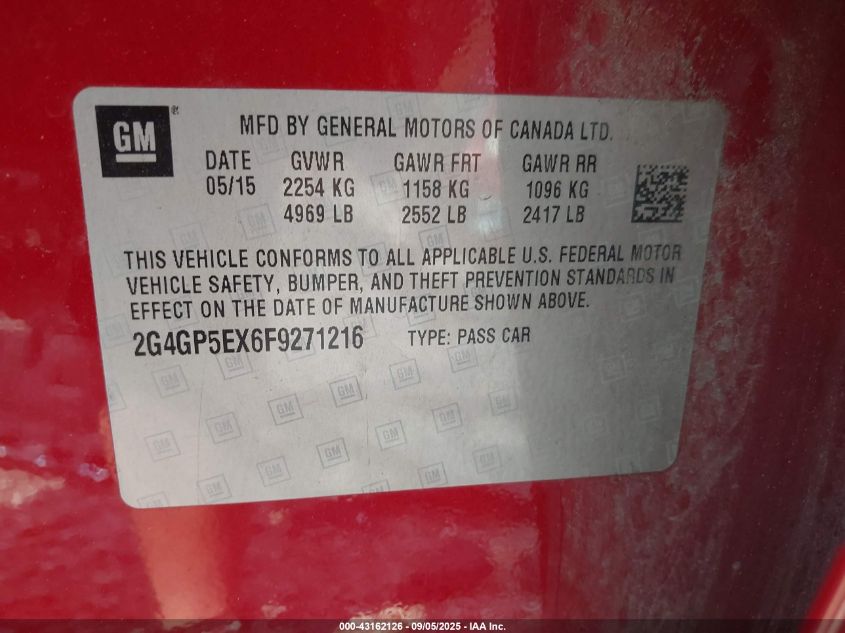 GM®
MFD BY GENERAL MOTORS OF CANADA LTD.
DATE GVWR GAWR FRT GAWR RR
05/15 2254 KG 1158 KG 1096 KG
4969 LB 2552 LB 2417 LB
THIS VEHICLE CONFORMS TO ALL APPLICABLE U.S. FEDERAL MOTOR
VEHICLE SAFETY, BUMPER, AND THEFT PREVENTION STANDARDS IN
EFFECT ON THE DATE OF MANUFACTURE SHOWN ABOVE.
2G4GP5EX6F9271216 TYPE: PASS CAR
000-43162126 - 09/05/2025 - IAA Inc.